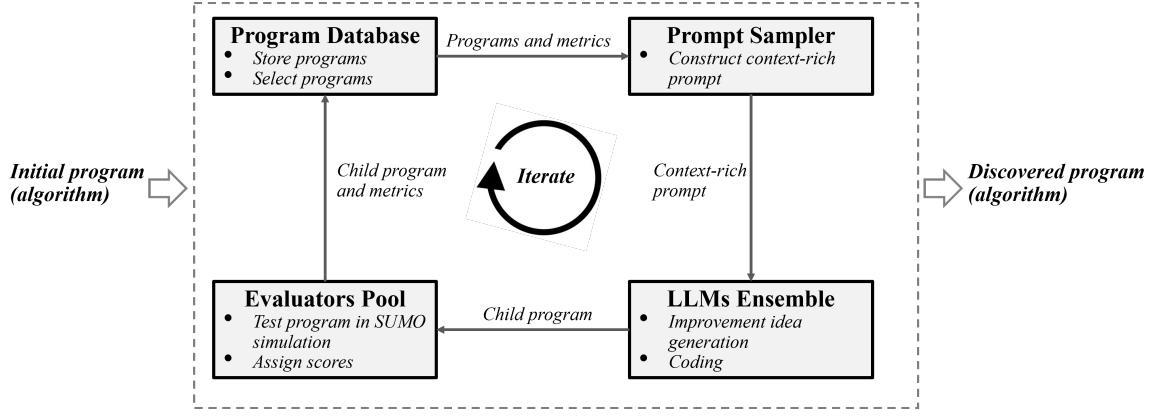 Program Database
• Store programs
• Select programs
Programs and metrics
Prompt Sampler
• Construct context-rich
prompt
Initial program
(algorithm)
Child program
and metrics
Iterate
Context-rich
prompt
Discovered program
(algorithm)
Evaluators Pool
• Test program in SUMO
simulation
• Assign scores
Child program
LLMs Ensemble
• Improvement idea
generation
• Coding